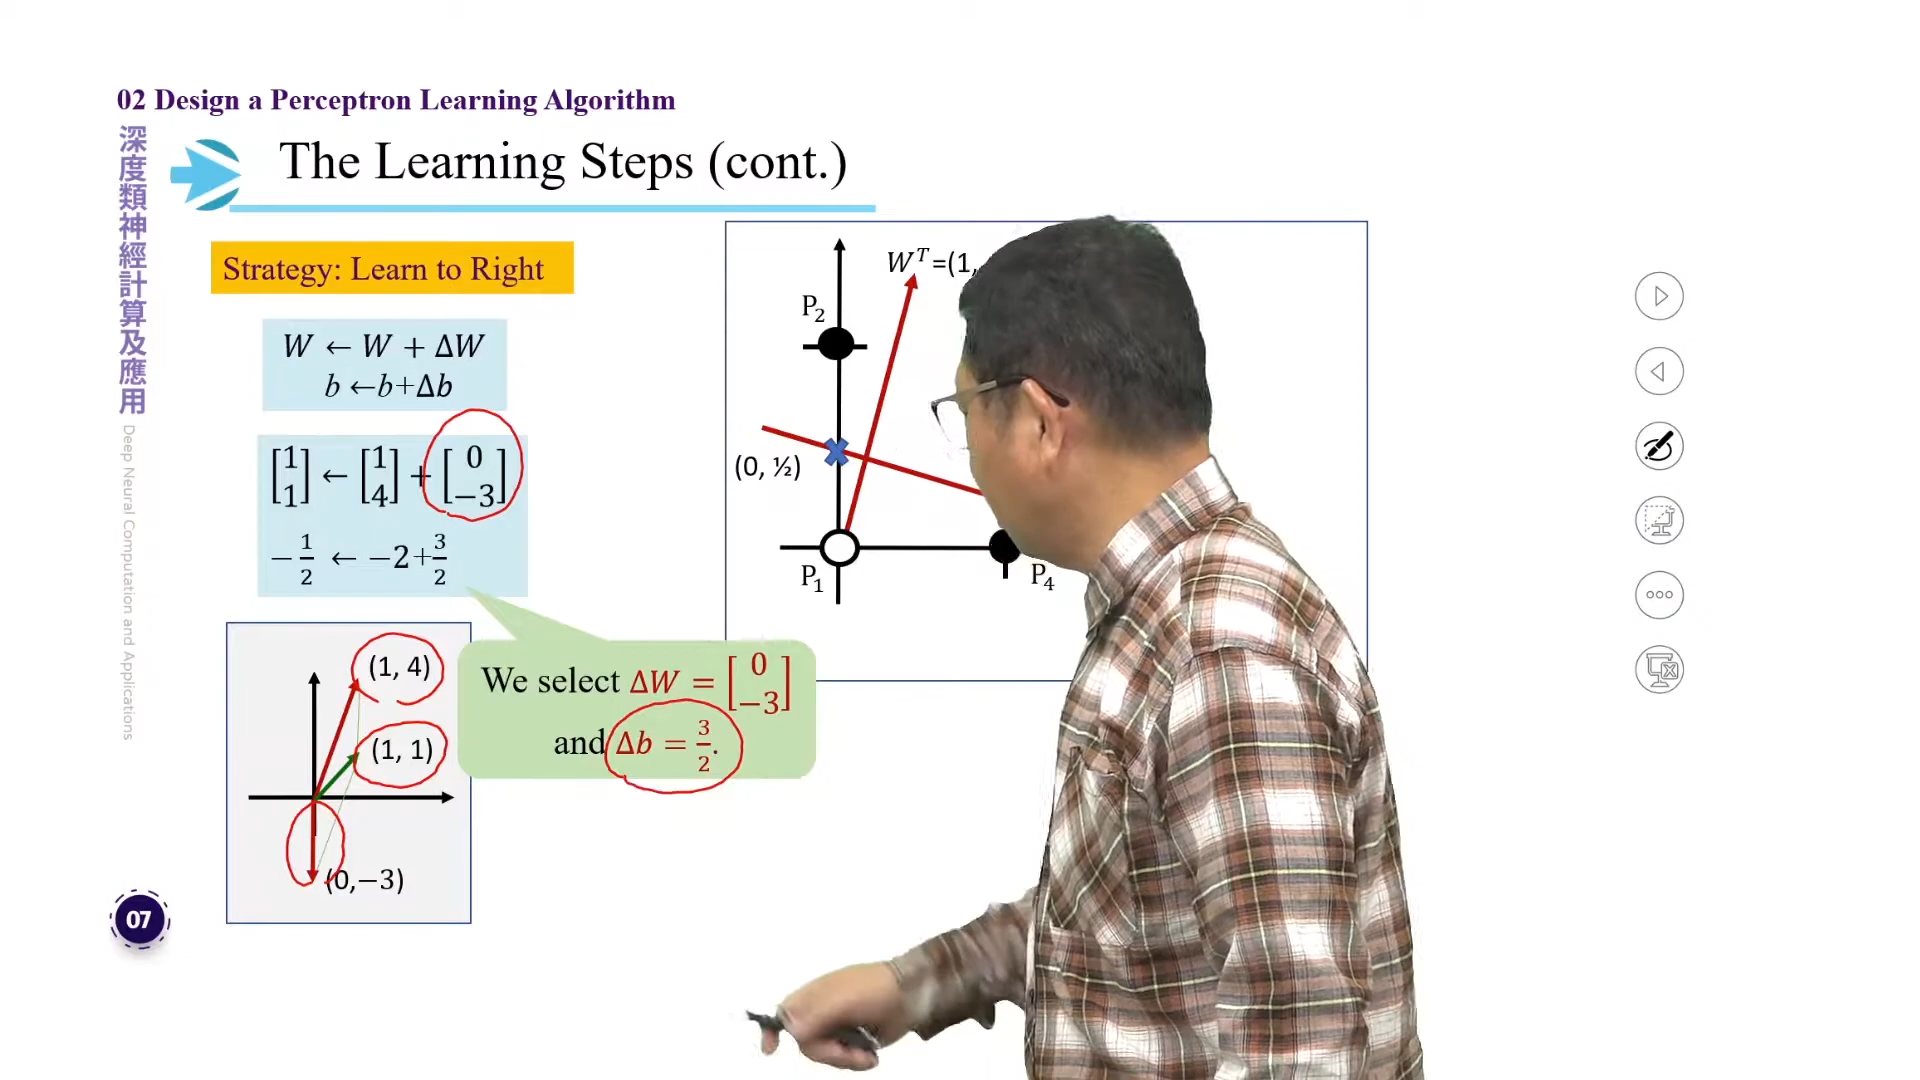 02 Design a Perceptron Learning Algorithm
深度類神經計算及應用
Deep Neural Computation and Applications
The Learning Steps (cont.)
Strategy: Learn to Right
W ← W + ΔW
b ←b+Δb
[1 1] ← [1 4] + [0 −3]
−1/2 ← −2+3/2
We select ΔW = [0 −3]
and Δb = 3/2.
(1, 4)
(1, 1)
(0,−3)
W^T=(1,
P2
(0, ½)
P1
P4
07